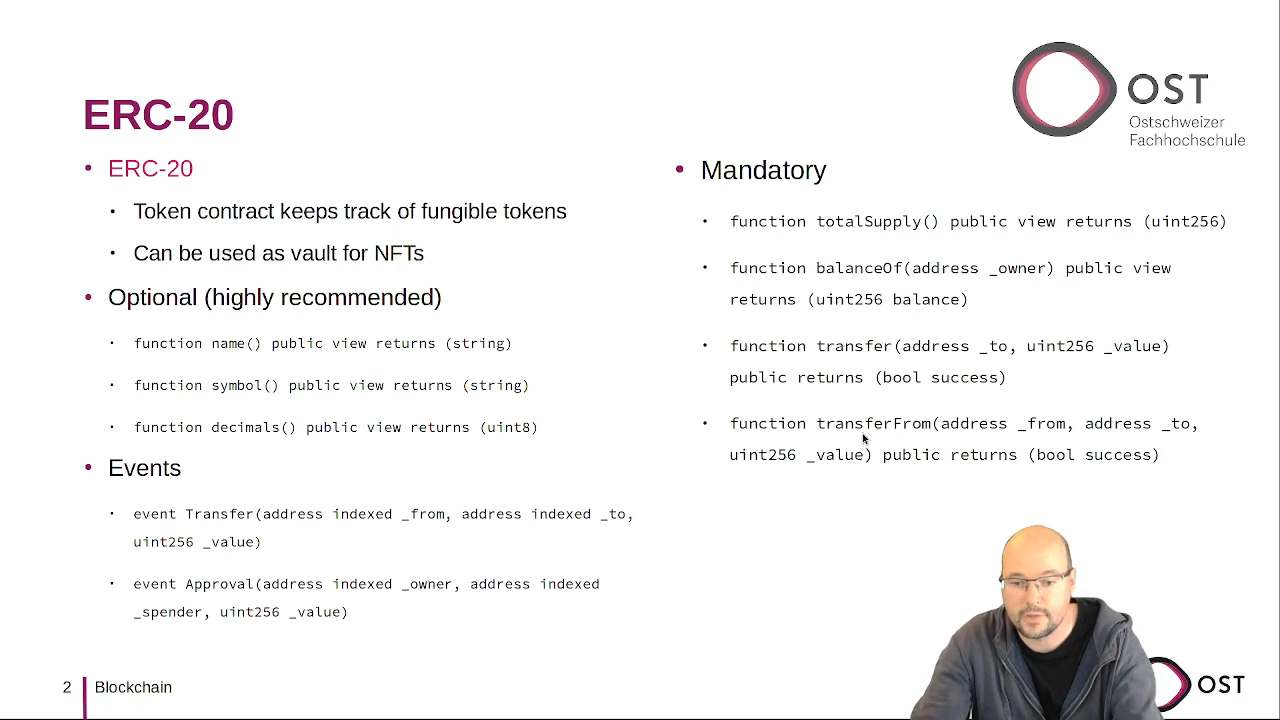 ERC-20
• ERC-20
• Token contract keeps track of fungible tokens
• Can be used as vault for NFTs
• Optional (highly recommended)
• function name() public view returns (string)
• function symbol() public view returns (string)
• function decimals() public view returns (uint8)
• Events
• event Transfer(address indexed _from, address indexed _to,
uint256 _value)
• event Approval(address indexed _owner, address indexed
_spender, uint256 _value)
• Mandatory
• function totalSupply() public view returns (uint256)
• function balanceOf(address _owner) public view
returns (uint256 balance)
• function transfer(address _to, uint256 _value)
public returns (bool success)
• function transferFrom(address _from, address _to,
uint256 _value) public returns (bool success)
OST
Ostschweizer
Fachhochschule
2 Blockchain
OST